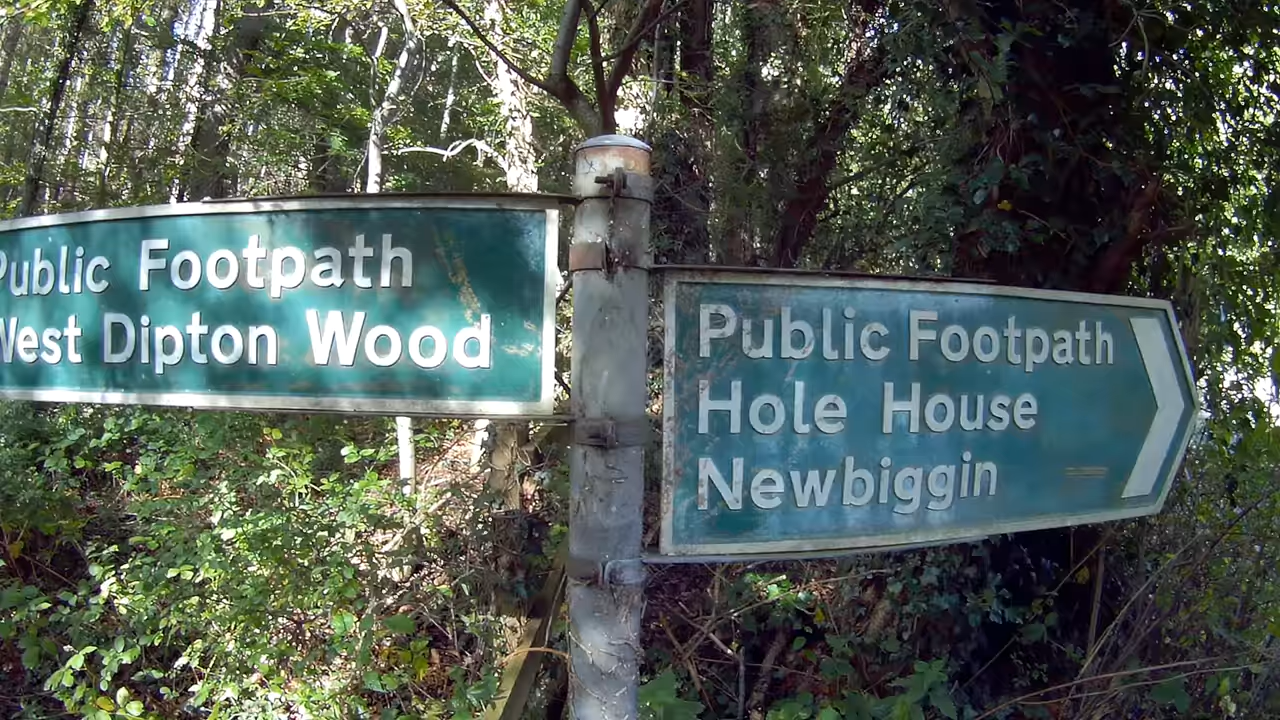 Public Footpath
West Dipton Wood
Public Footpath
Hole House
Newbiggin